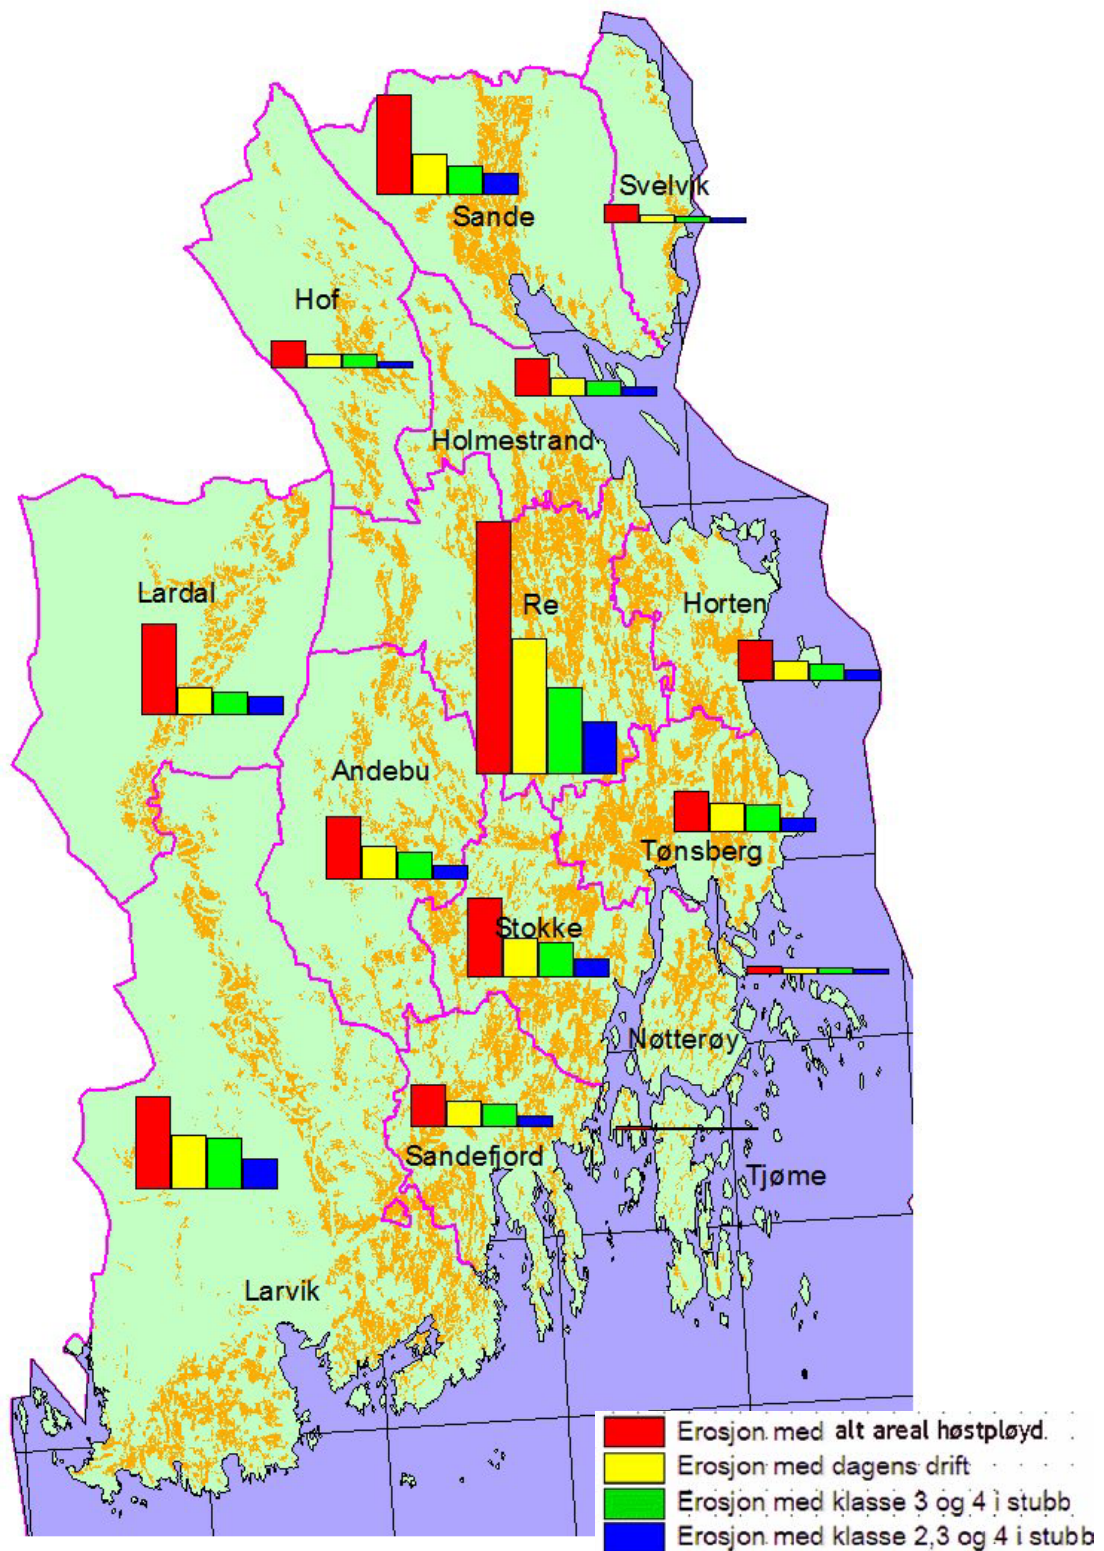 Svelvik
Sande
Hof
Holmestrand
Lardal
Re
Horten
Andebu
Tønsberg
Stokke
Nøtterøy
Sandefjord
Tjøme
Larvik
Erosjon med alt areal høstpløyd.
Erosjon med dagens drift
Erosjon med klasse 3 og 4 i stubb
Erosjon med klasse 2,3 og 4 i stubb